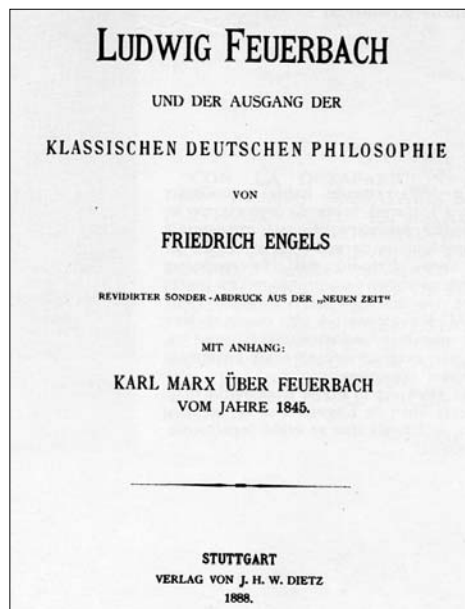 LUDWIG FEUERBACH
UND DER AUSGANG DER
KLASSISCHEN DEUTSCHEN PHILOSOPHIE
VON
FRIEDRICH ENGELS
REVIDIRTER SONDER-ABDRUCK AUS DER „NEUEN ZEIT“
MIT ANHANG:
KARL MARX ÜBER FEUERBACH
VOM JAHRE 1845.
STUTTGART
VERLAG VON J. H. W. DIETZ
1888.